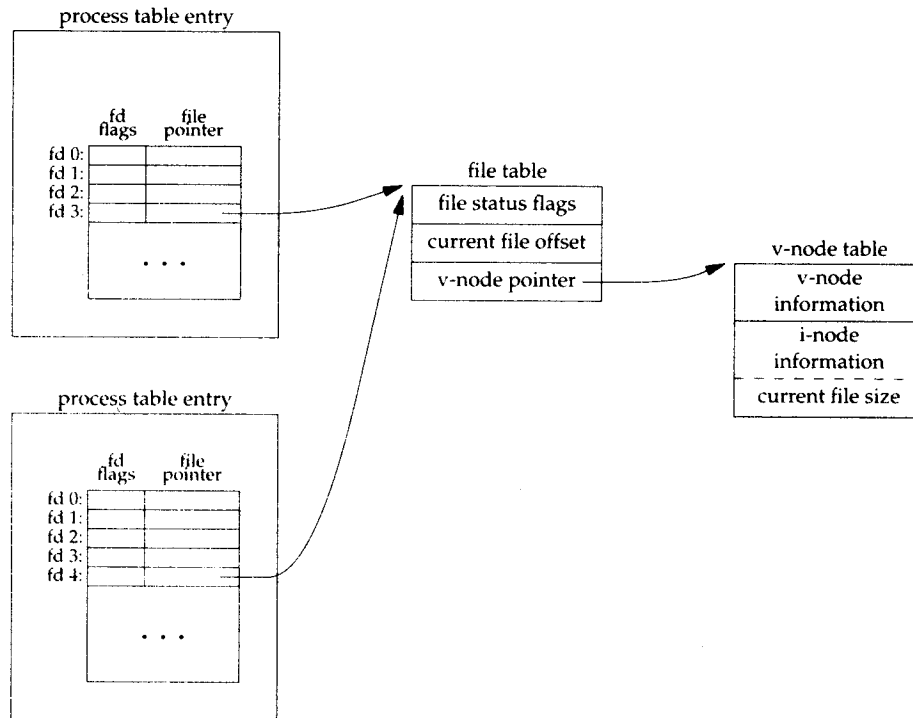 process table entry
fd file
flags pointer
fd 0:
fd 1:
fd 2:
fd 3:
. . .
file table
file status flags
current file offset
v-node pointer
v-node table
v-node
information
i-node
information
current file size
process table entry
fd file
flags pointer
fd 0:
fd 1:
fd 2:
fd 3:
fd 4:
. . .